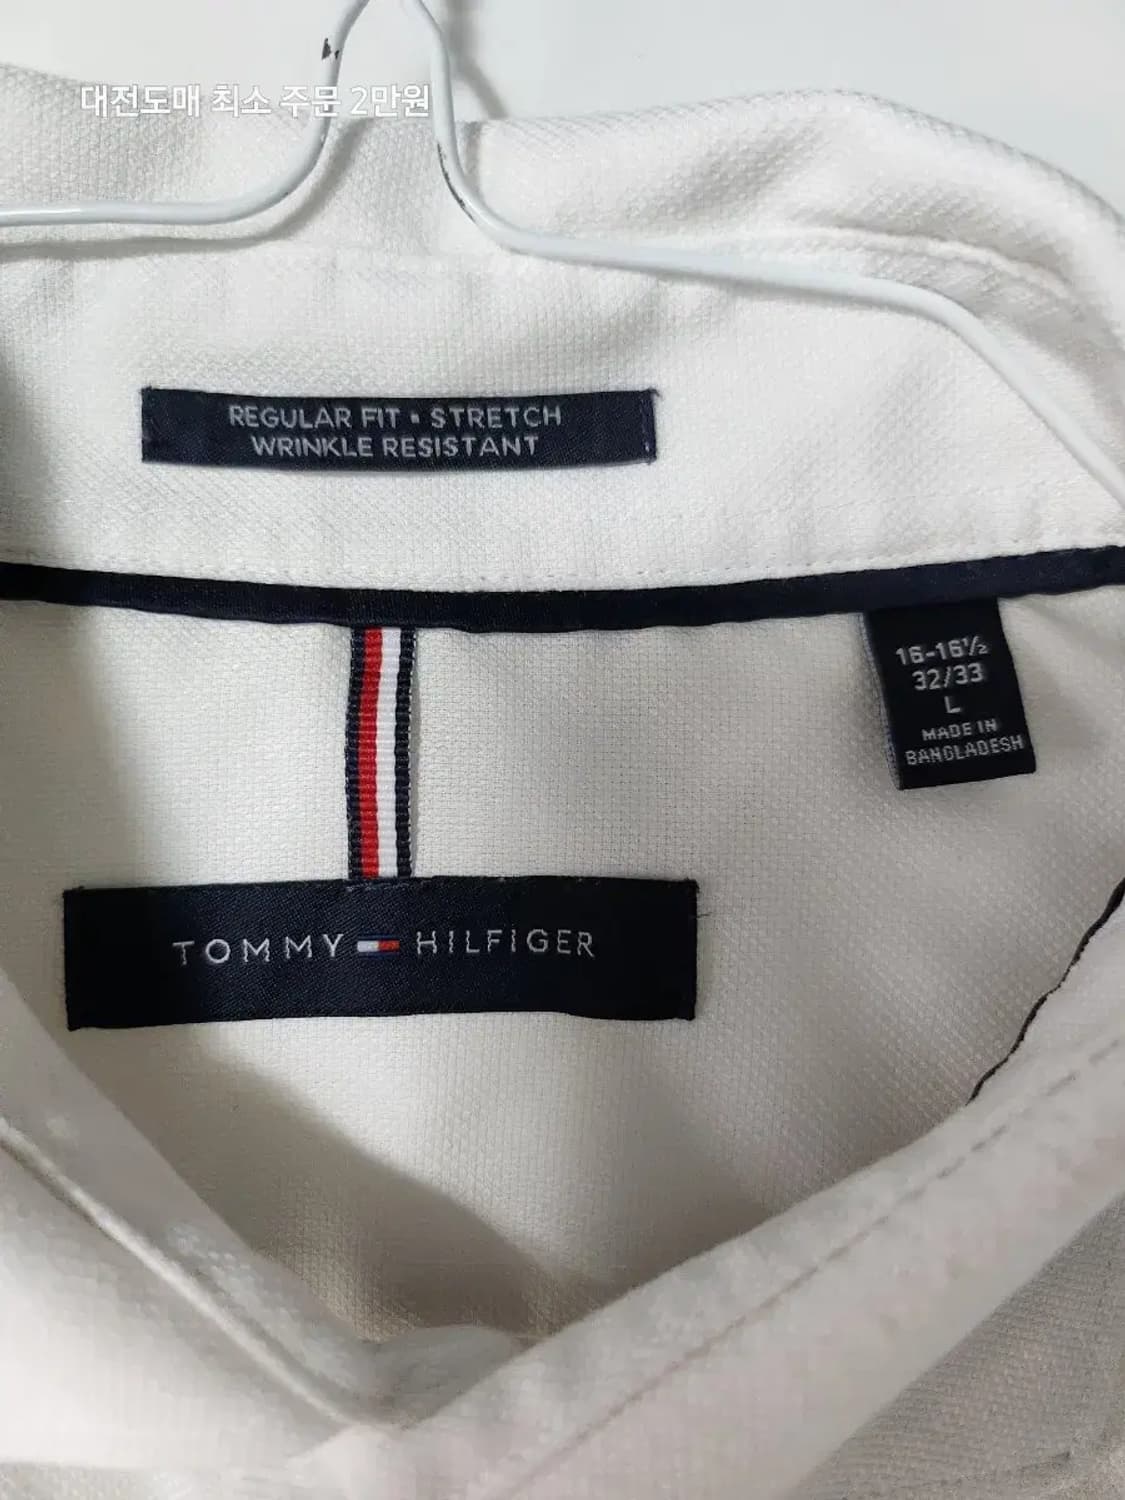 대전도매 최소 주문 2만원
REGULAR FIT • STRETCH
WRINKLE RESISTANT
16-16½
32/33
L
MADE IN
BANGLADESH
TOMMY HILFIGER